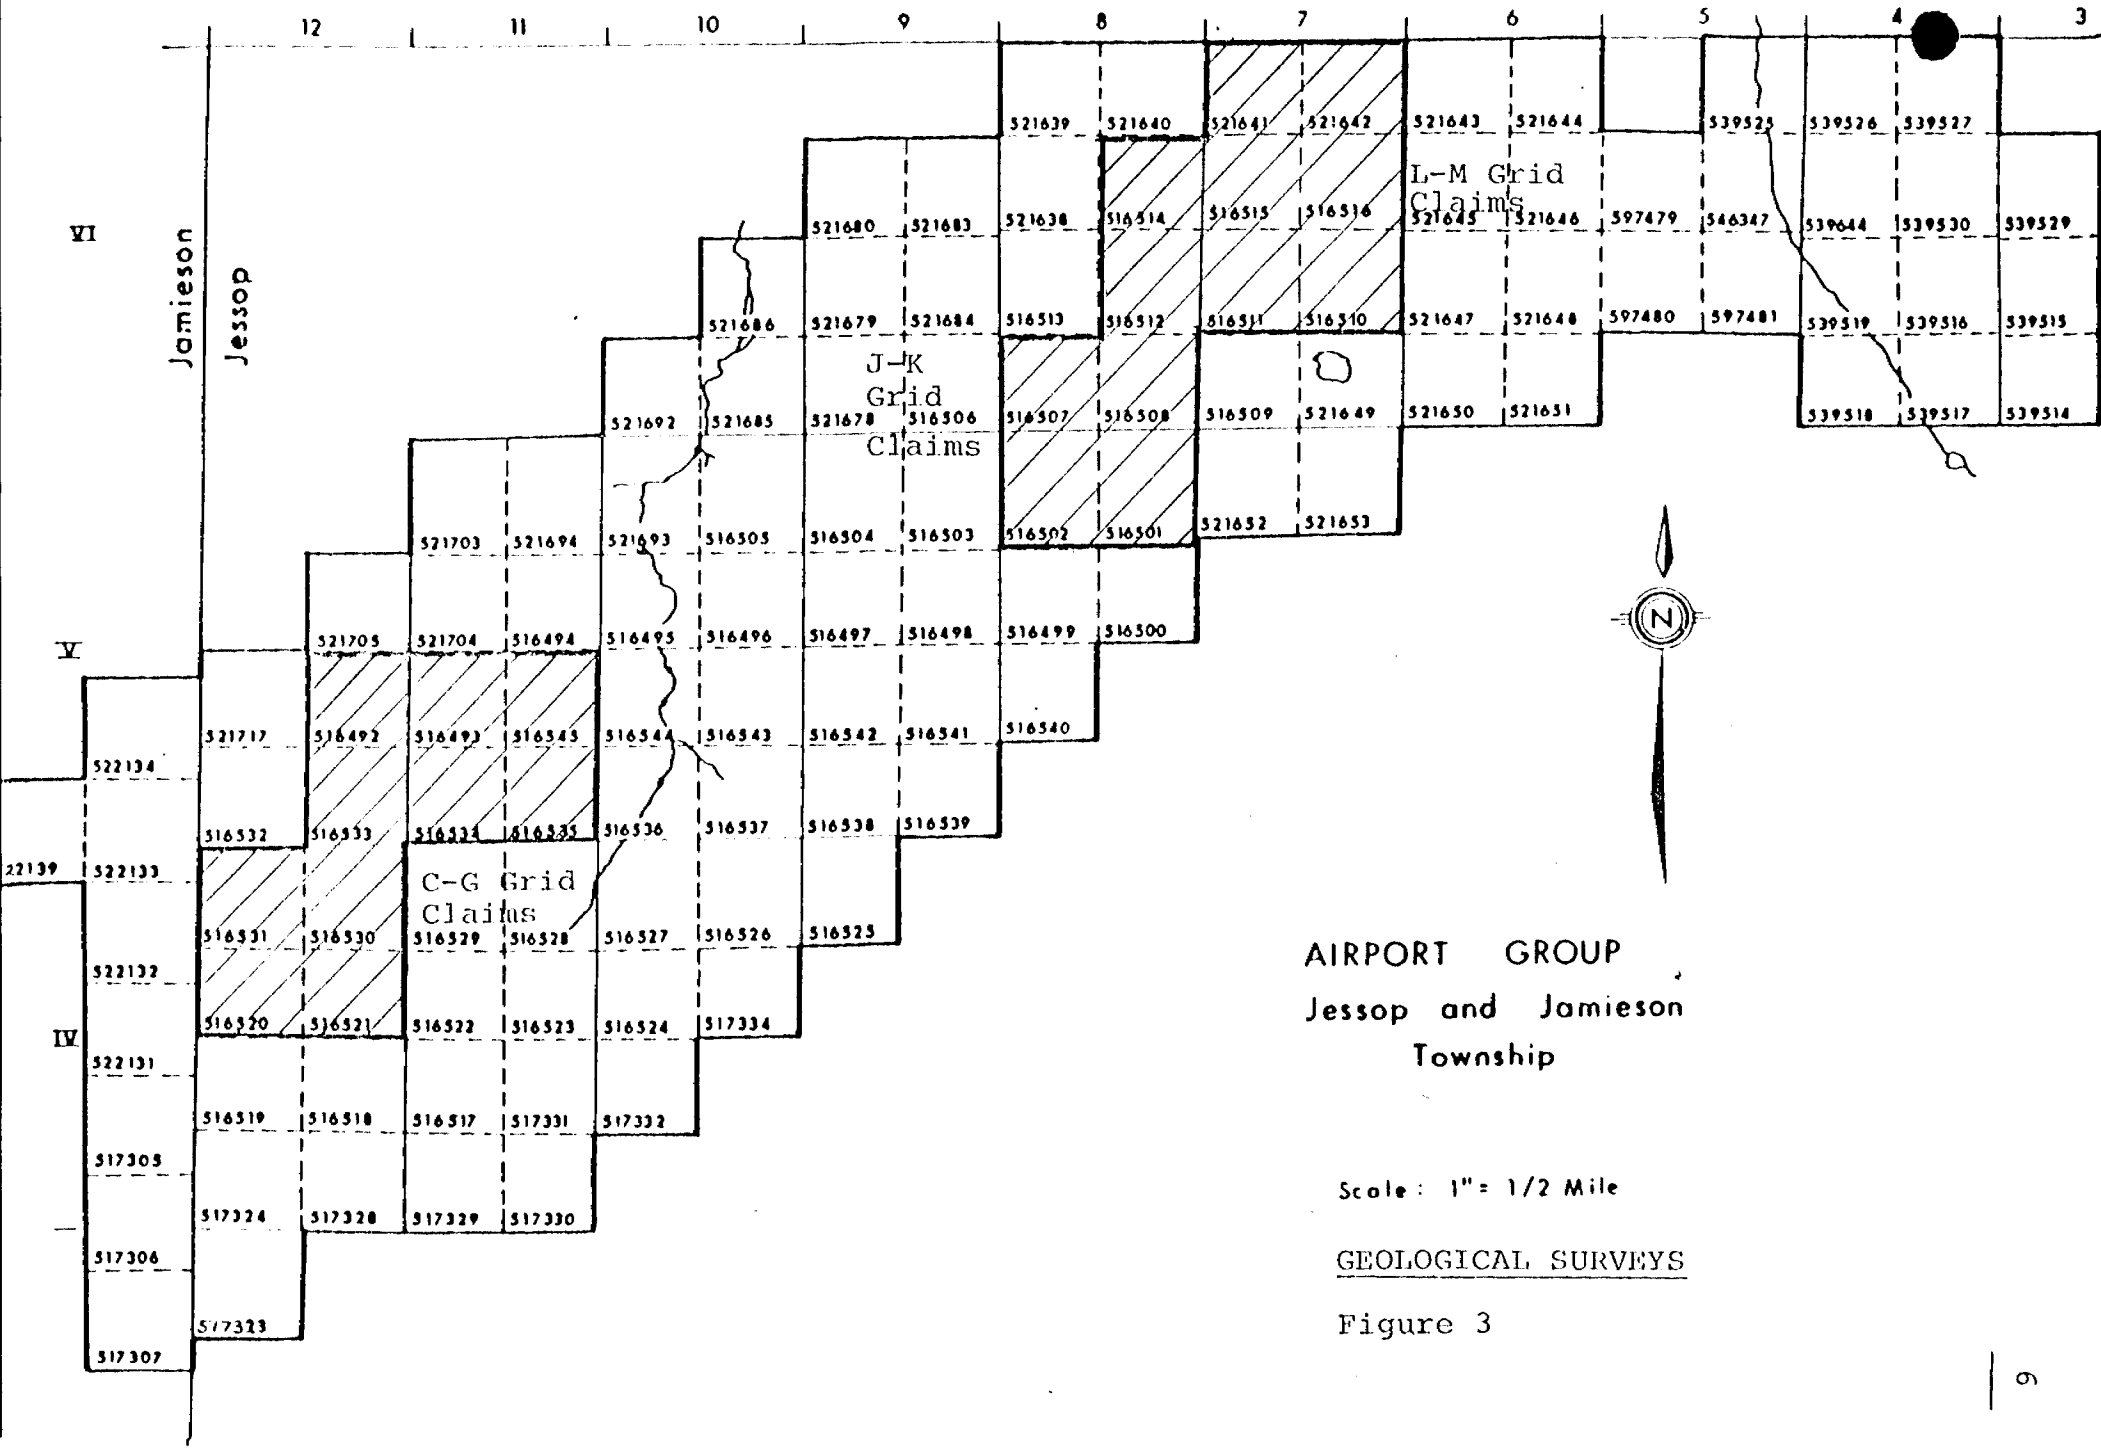 12 11 10 9 8 7 6 5 4 3
521639 521640 521641 521642 521643 521644 539525 539526 539527
L-M Grid
Claims
VI
521680 521683 521638 516514 516515 516516 521645 521646 597479 546347 539644 539530 539529
Jamieson
Jessop
521686 521679 521684 516513 516512 516511 516510 521647 521648 597480 597481 539519 539516 539515
J-K
Grid
521692 521685 521678 516506 516507 516508 516509 521649 521650 521651 539518 539517 539514
Claims
521703 521694 521693 516505 516504 516503 516502 516501 521652 521653
N
V
521705 521704 516494 516495 516496 516497 516498 516499 516500
521717 516492 516493 516545 516544 516543 516542 516541 516540
522134
516532 516533 516534 516535 516536 516537 516538 516539
22139 522133
C-G Grid
Claims
516531 516530 516529 516528 516527 516526 516525
522132
AIRPORT GROUP
Jessop and Jamieson
Township
IV
516520 516521 516522 516523 516524 517334
522131
516519 516518 516517 517331 517332
517305
Scale: 1"= 1/2 Mile
517324 517328 517329 517330
517306
GEOLOGICAL SURVEYS
517323
Figure 3
517307
9